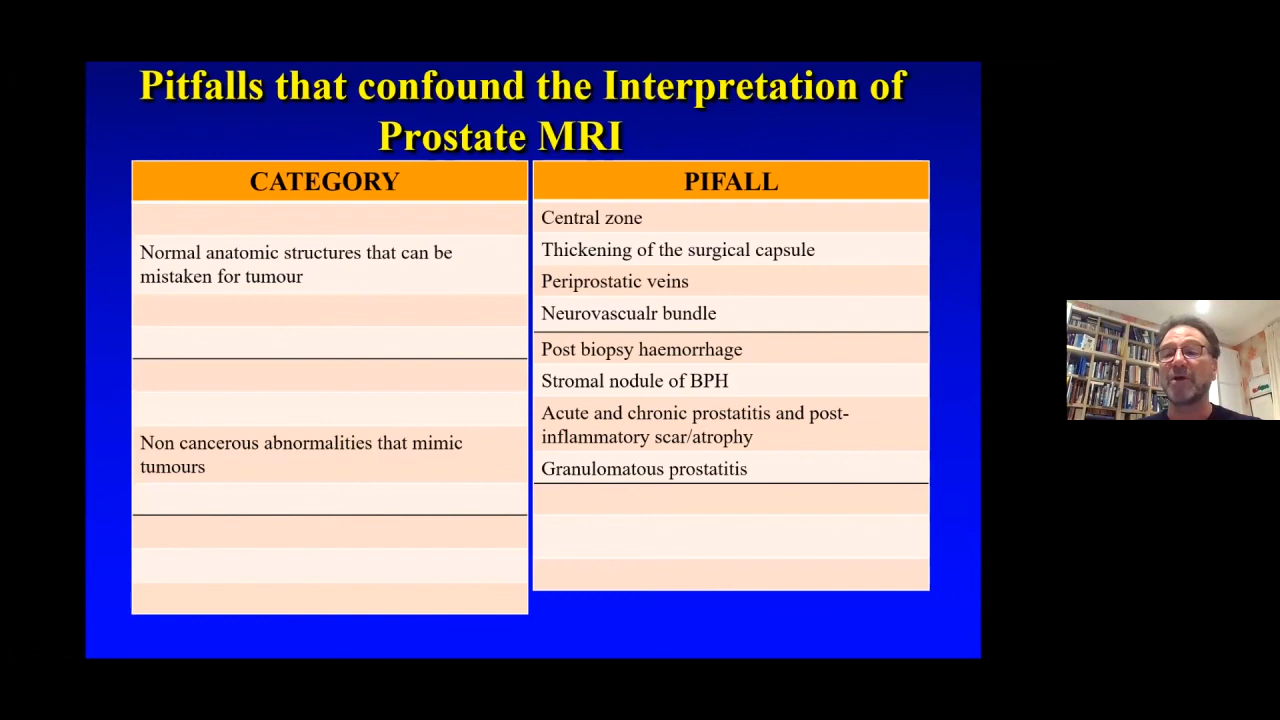 Pitfalls that confound the Interpretation of
Prostate MRI
CATEGORY
Normal anatomic structures that can be
mistaken for tumour
Non cancerous abnormalities that mimic
tumours
PIFALL
Central zone
Thickening of the surgical capsule
Periprostatic veins
Neurovascualr bundle
Post biopsy haemorrhage
Stromal nodule of BPH
Acute and chronic prostatitis and post-
inflammatory scar/atrophy
Granulomatous prostatitis